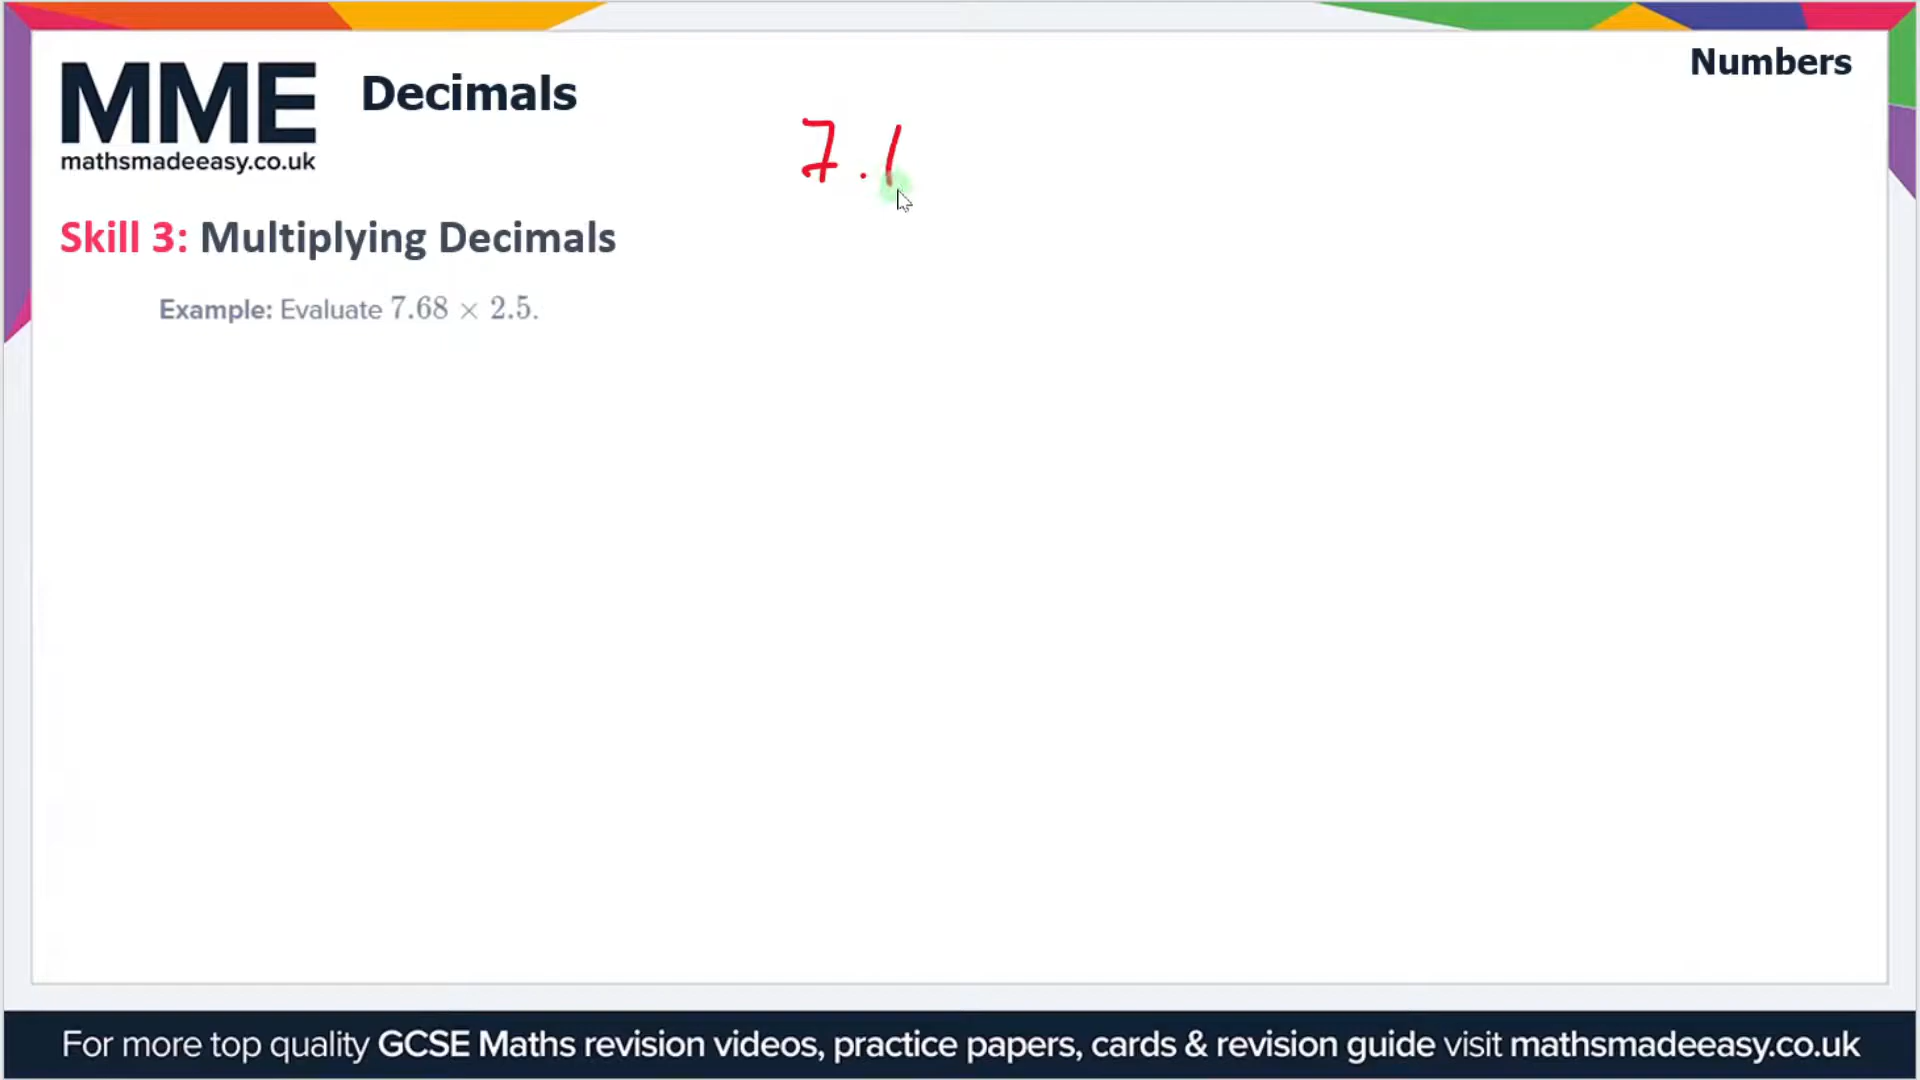 Numbers
MME
Decimals
mathsmadeeasy.co.uk
7.1
Skill 3: Multiplying Decimals
Example: Evaluate 7.68 × 2.5.
For more top quality GCSE Maths revision videos, practice papers, cards & revision guide visit mathsmadeeasy.co.uk